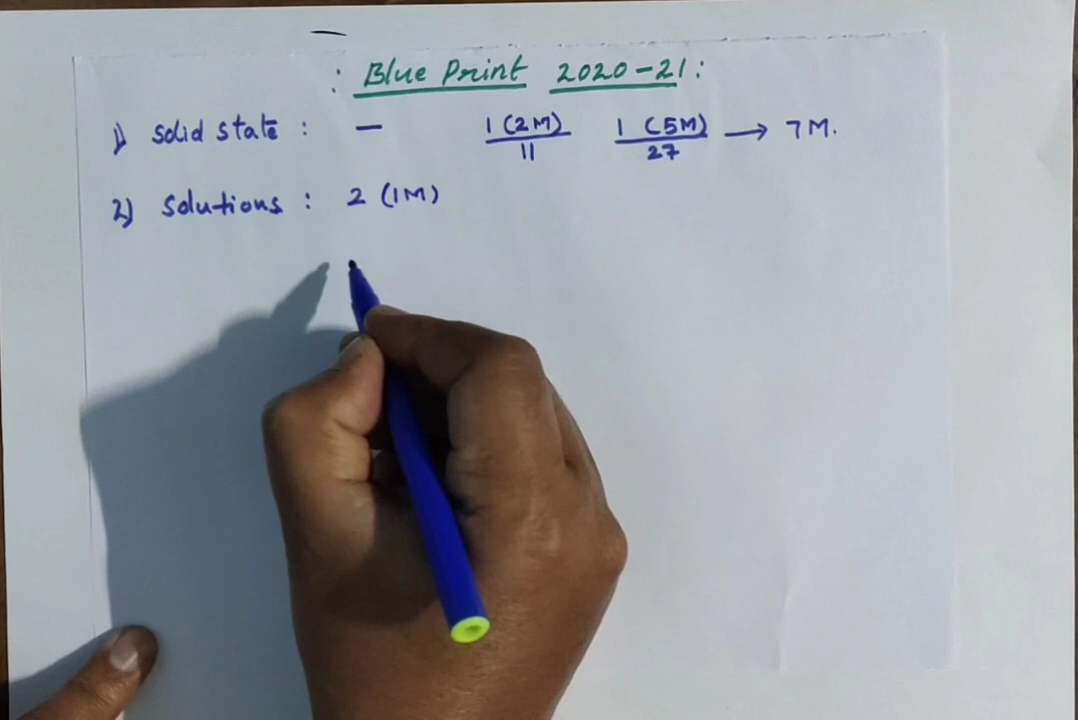 : Blue Print 2020-21:
1) Solid State : — 1 (2M) 1 (5M) → 7M.
11 27
2) Solutions : 2 (1M)